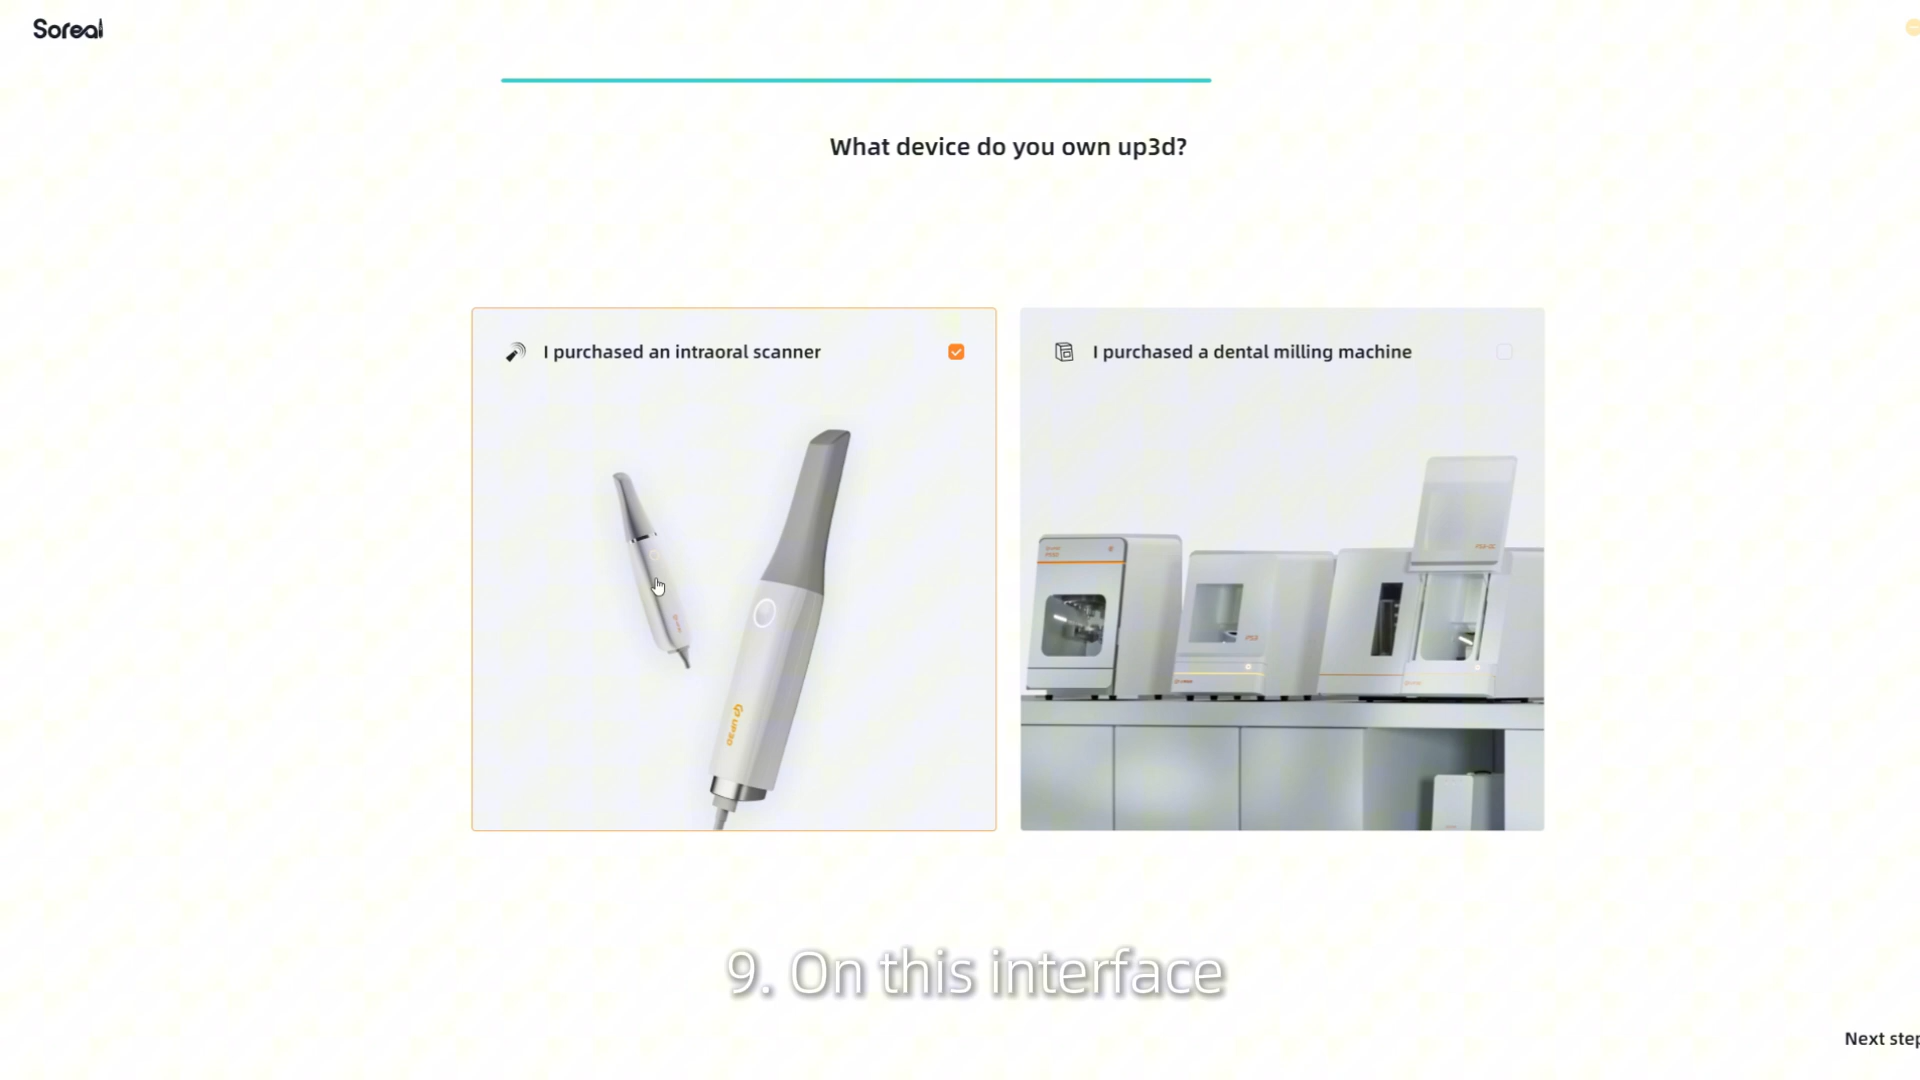 Soreal
What device do you own up3d?
I purchased an intraoral scanner
I purchased a dental milling machine
UP3D
9. On this interface
Next step